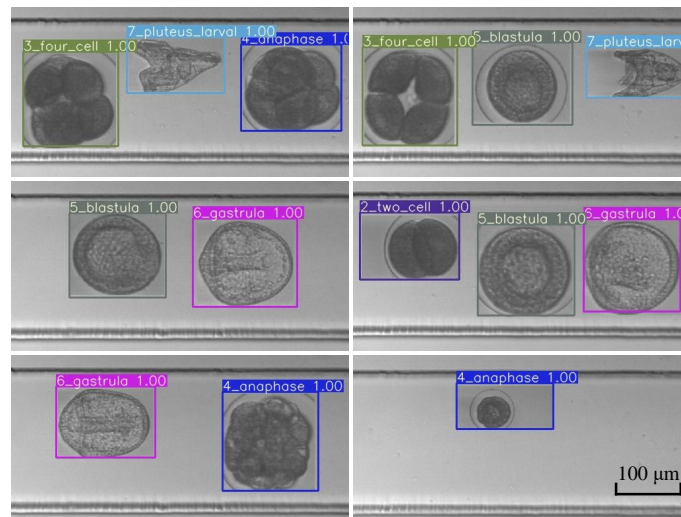 3_four_cell 1.00
7_pluteus_larval 1.00
4_anaphase 1.0
3_four_cell 1.00
5_blastula 1.00
7_pluteus_larv
5_blastula 1.00
6_gastrula 1.00
2_two_cell 1.00
5_blastula 1.00
6_gastrula 1.0
6_gastrula 1.00
4_anaphase 1.00
4_anaphase 1.00
100 μm